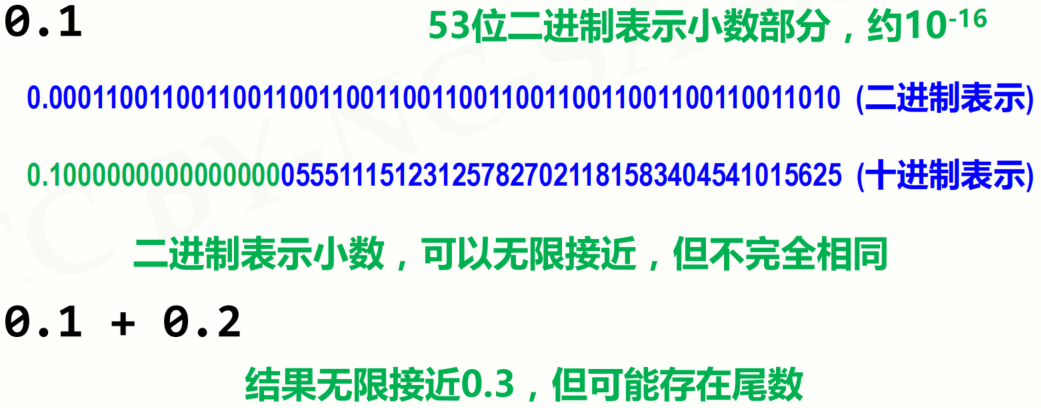 0.1
53位二进制表示小数部分，约10-16
0.00011001100110011001100110011001100110011001100110011010 (二进制表示)
0.1000000000000000055511151231257827021181583404541015625 (十进制表示)
二进制表示小数，可以无限接近，但不完全相同
0.1 + 0.2
结果无限接近0.3，但可能存在尾数